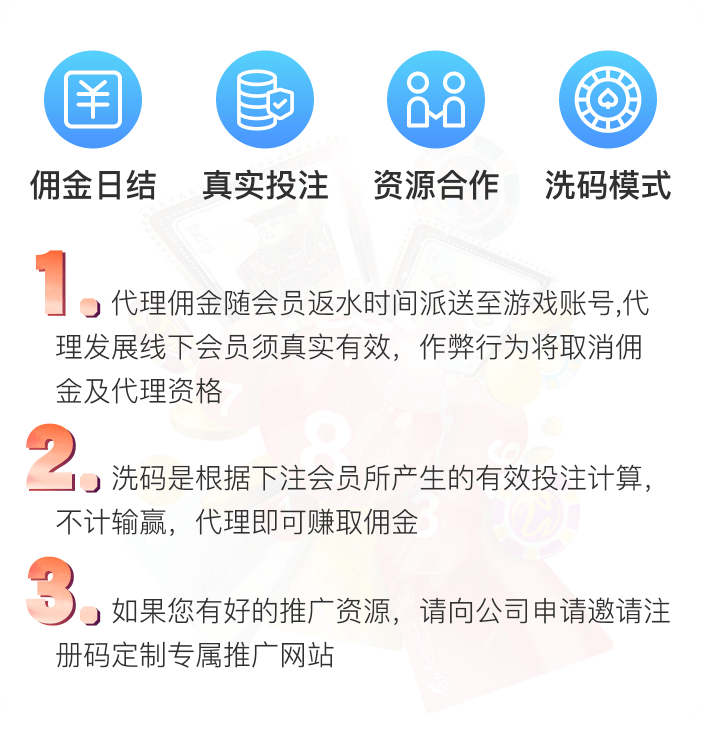 佣金日结 真实投注 资源合作 洗码模式
1. 代理佣金随会员返水时间派送至游戏账号,代
理发展线下会员须真实有效，作弊行为将取消佣
金及代理资格
2. 洗码是根据下注会员所产生的有效投注计算，
不计输赢，代理即可赚取佣金
3. 如果您有好的推广资源，请向公司申请邀请注
册码定制专属推广网站